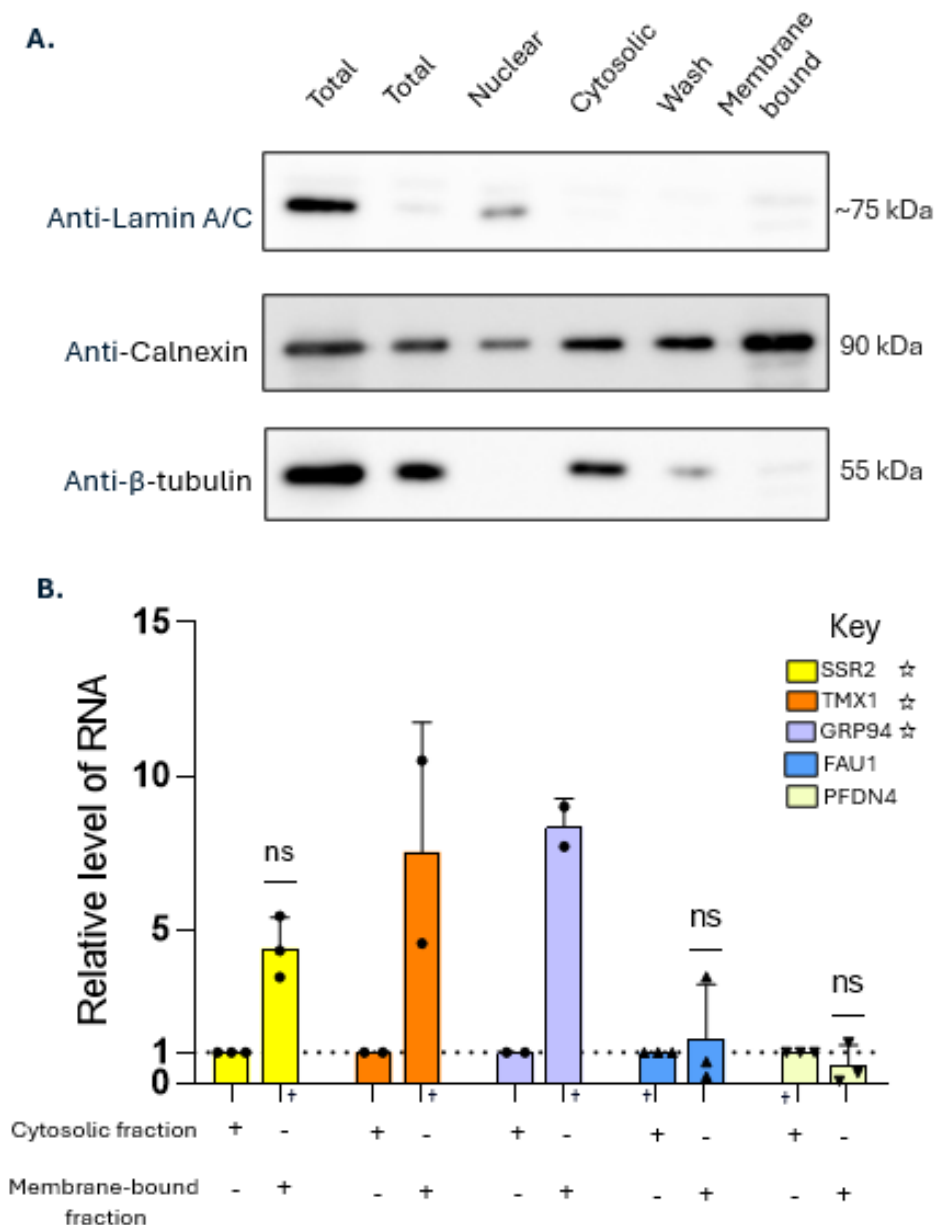 A.
Total Total Nuclear Cytosolic Wash Membrane bound
Anti-Lamin A/C ~75 kDa
Anti-Calnexin 90 kDa
Anti-β-tubulin 55 kDa
B.
Relative level of RNA
15
10
5
1
0
Key
SSR2 ☆
TMX1 ☆
GRP94 ☆
FAU1
PFDN4
ns
ns
ns
† † † † †
Cytosolic fraction + - + - + - + - + -
Membrane-bound fraction - + - + - + - + - +